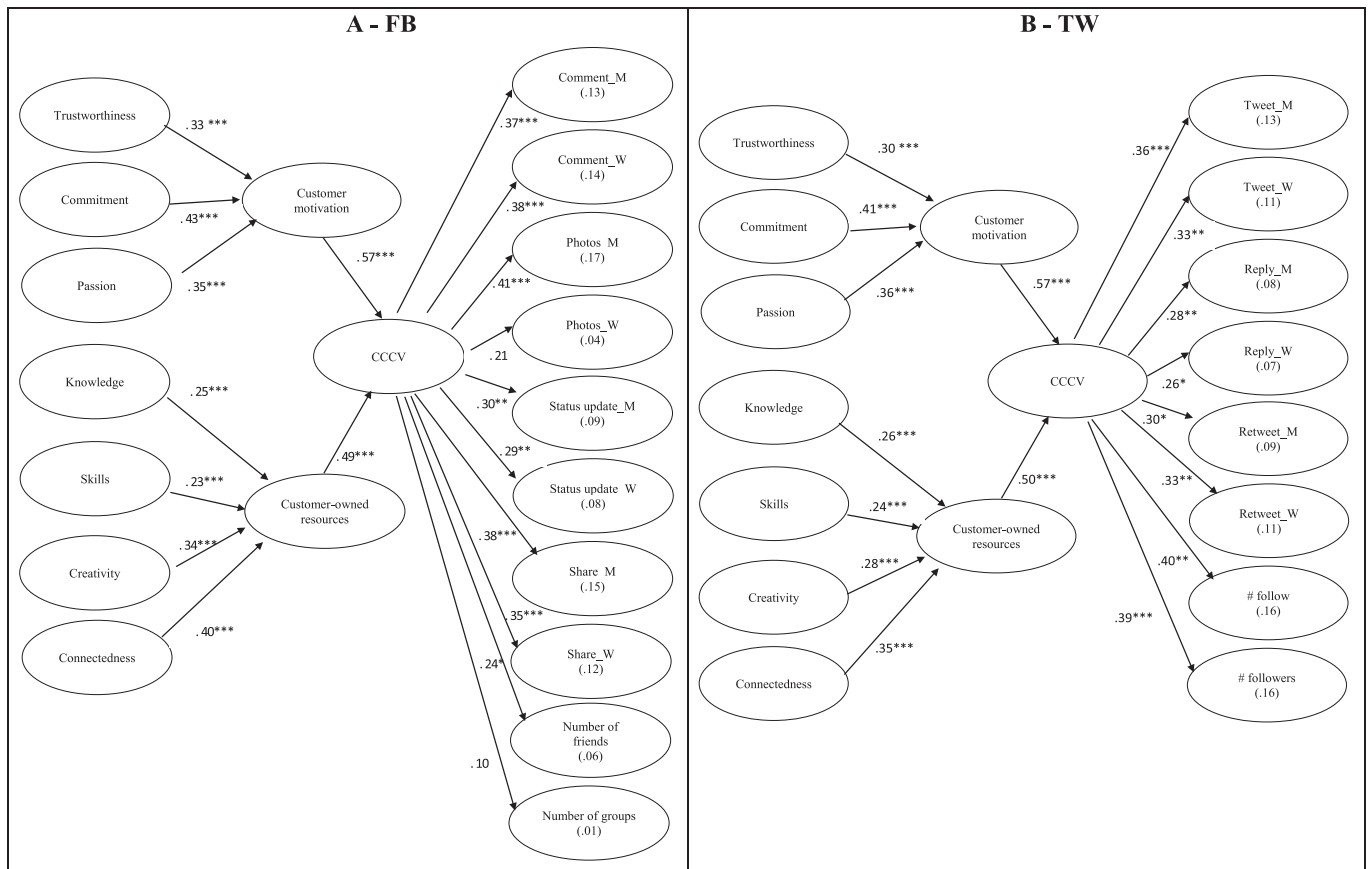 A - FB
Trustworthiness
Commitment
Passion
Knowledge
Skills
Creativity
Connectedness
.33 ***
.43***
.35***
.25***
.23***
.34***
.40***
Customer
motivation
Customer-owned
resources
.57***
.49***
CCCV
.37***
.38***
.41***
.21
.30**
.29**
.38***
.35***
.24*
.10
Comment_M
(.13)
Comment_W
(.14)
Photos_M
(.17)
Photos_W
(.04)
Status update_M
(.09)
Status update_W
(.08)
Share_M
(.15)
Share_W
(.12)
Number of
friends
(.06)
Number of groups
(.01)
B - TW
Trustworthiness
Commitment
Passion
Knowledge
Skills
Creativity
Connectedness
.30 ***
.41***
.36***
.26***
.24***
.28***
.35***
Customer
motivation
Customer-owned
resources
.57***
.50***
CCCV
.36***
.33**
.28**
.26*
.30*
.33**
.40**
.39***
Tweet_M
(.13)
Tweet_W
(.11)
Reply_M
(.08)
Reply_W
(.07)
Retweet_M
(.09)
Retweet_W
(.11)
# follow
(.16)
# followers
(.16)